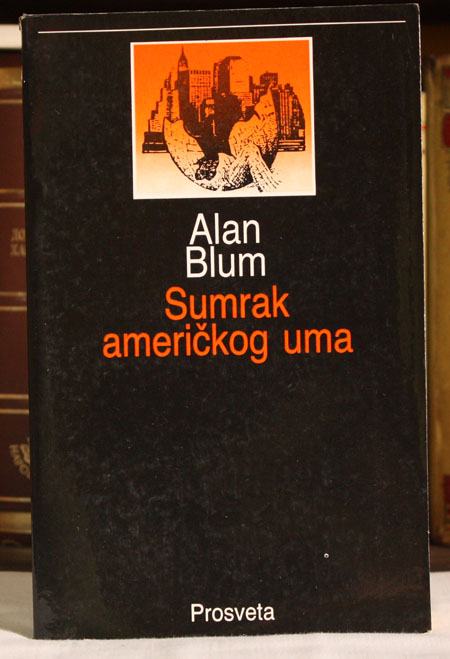 Alan
Blum
Sumrak
američkog uma
Prosveta